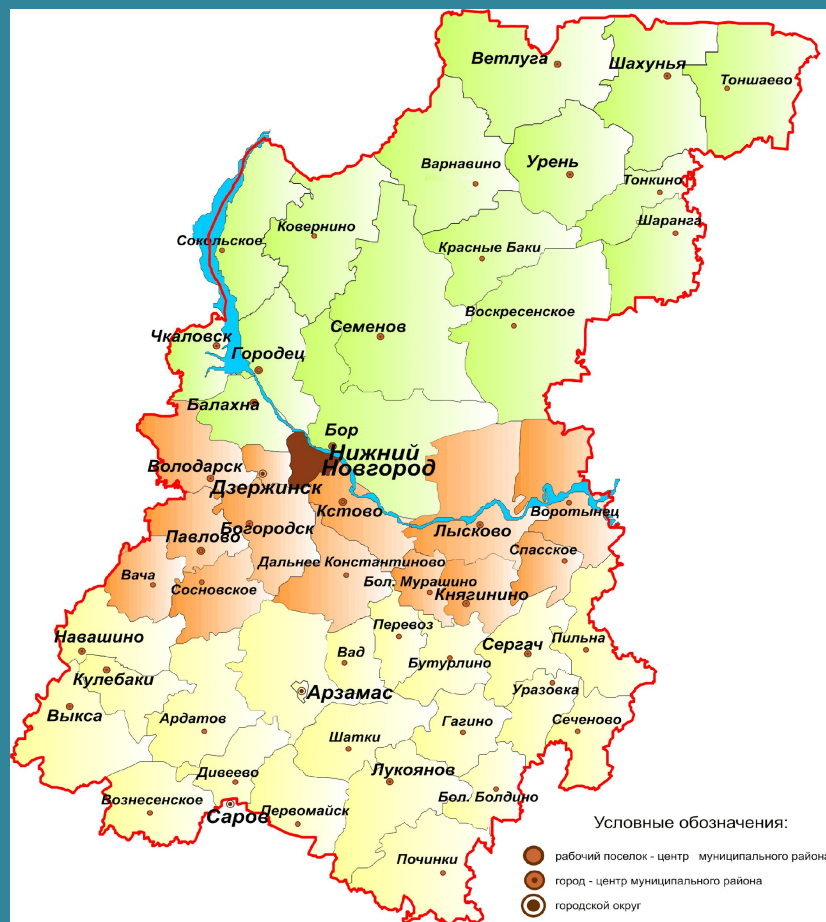 Ветлуга
Шахунья
Тоншаево
Варнавино
Урень
Тонкино
Шаранга
Ковернино
Сокольское
Красные Баки
Воскресенское
Семенов
Чкаловск
Городец
Балахна
Бор
Нижний
Новгород
Володарск
Дзержинск
Кстово
Воротынец
Богородск
Павлово
Лысково
Спасское
Дальнее Константиново
Вача
Сосновское
Бол. Мурашино
Княгинино
Навашино
Перевоз
Сергач
Пильна
Вад
Бутурлино
Кулебаки
Арзамас
Уразовка
Выкса
Ардатов
Гагино
Сеченово
Шатки
Дивеево
Лукоянов
Вознесенское
Саров
Первомайск
Бол. Болдино
Починки
Условные обозначения:
рабочий поселок - центр муниципального района
город - центр муниципального района
городской округ